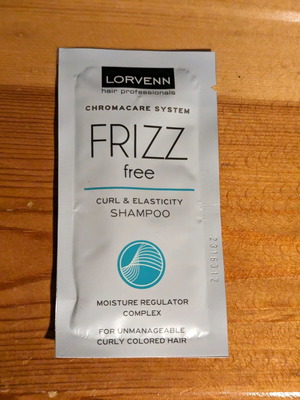 LORVENN
hair professionals
CHROMACARE SYSTEM
FRIZZ
free
CURL & ELASTICITY
SHAMPOO
MOISTURE REGULATOR
COMPLEX
FOR UNMANAGEABLE
CURLY COLORED HAIR